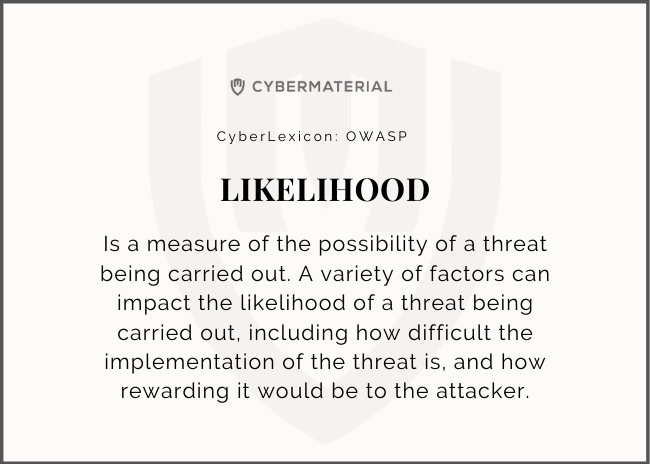 CYBERMATERIAL
CyberLexicon: OWASP
LIKELIHOOD
Is a measure of the possibility of a threat
being carried out. A variety of factors can
impact the likelihood of a threat being
carried out, including how difficult the
implementation of the threat is, and how
rewarding it would be to the attacker.